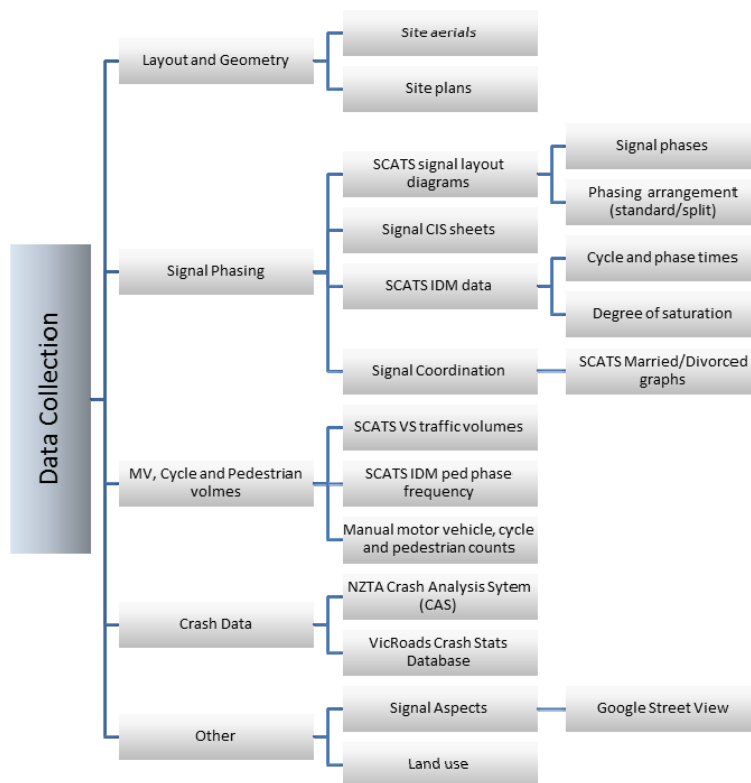 Data Collection
Layout and Geometry
Site aerials
Site plans
Signal Phasing
SCATS signal layout
diagrams
Signal phases
Phasing arrangement
(standard/split)
Signal CIS sheets
SCATS IDM data
Cycle and phase times
Degree of saturation
Signal Coordination
SCATS Married/Divorced
graphs
MV, Cycle and Pedestrian
volmes
SCATS VS traffic volumes
SCATS IDM ped phase
frequency
Manual motor vehicle, cycle
and pedestrian counts
Crash Data
NZTA Crash Analysis Sytem
(CAS)
VicRoads Crash Stats
Database
Other
Signal Aspects
Google Street View
Land use